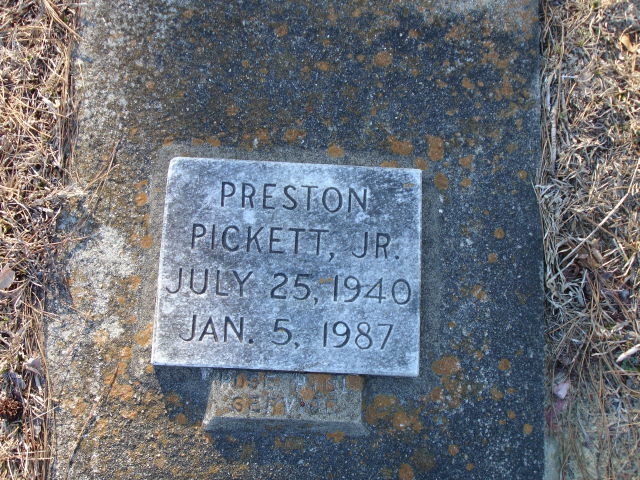 PRESTON
PICKETT, JR.
JULY 25, 1940
JAN. 5, 1987